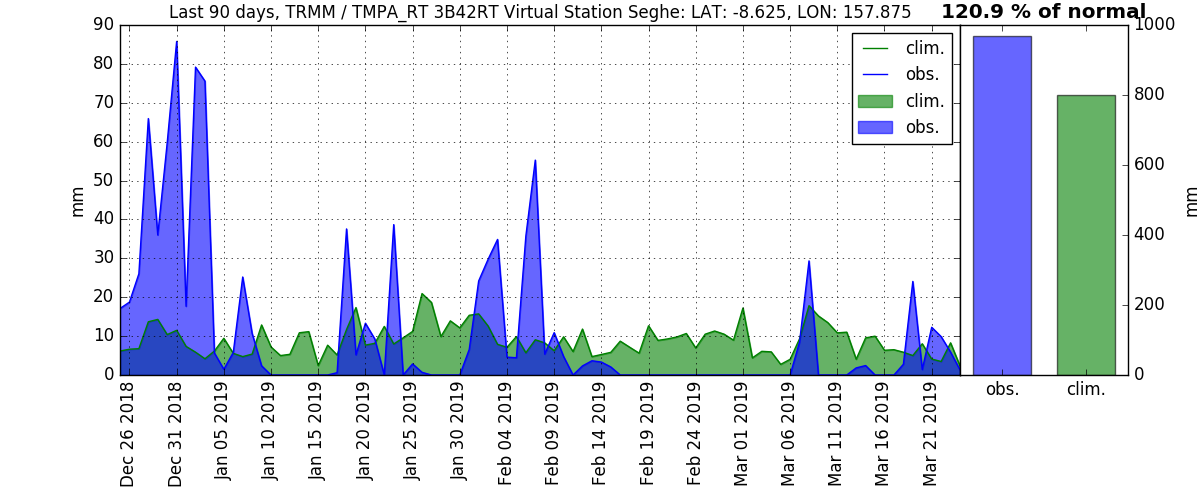 Last 90 days, TRMM / TMPA_RT 3B42RT Virtual Station Seghe: LAT: -8.625, LON: 157.875
120.9 % of normal
90
80
70
60
50
40
30
20
10
0
mm
clim.
obs.
clim.
obs.
1000
800
600
400
200
0
mm
obs.
clim.
Dec 26 2018
Dec 31 2018
Jan 05 2019
Jan 10 2019
Jan 15 2019
Jan 20 2019
Jan 25 2019
Jan 30 2019
Feb 04 2019
Feb 09 2019
Feb 14 2019
Feb 19 2019
Feb 24 2019
Mar 01 2019
Mar 06 2019
Mar 11 2019
Mar 16 2019
Mar 21 2019